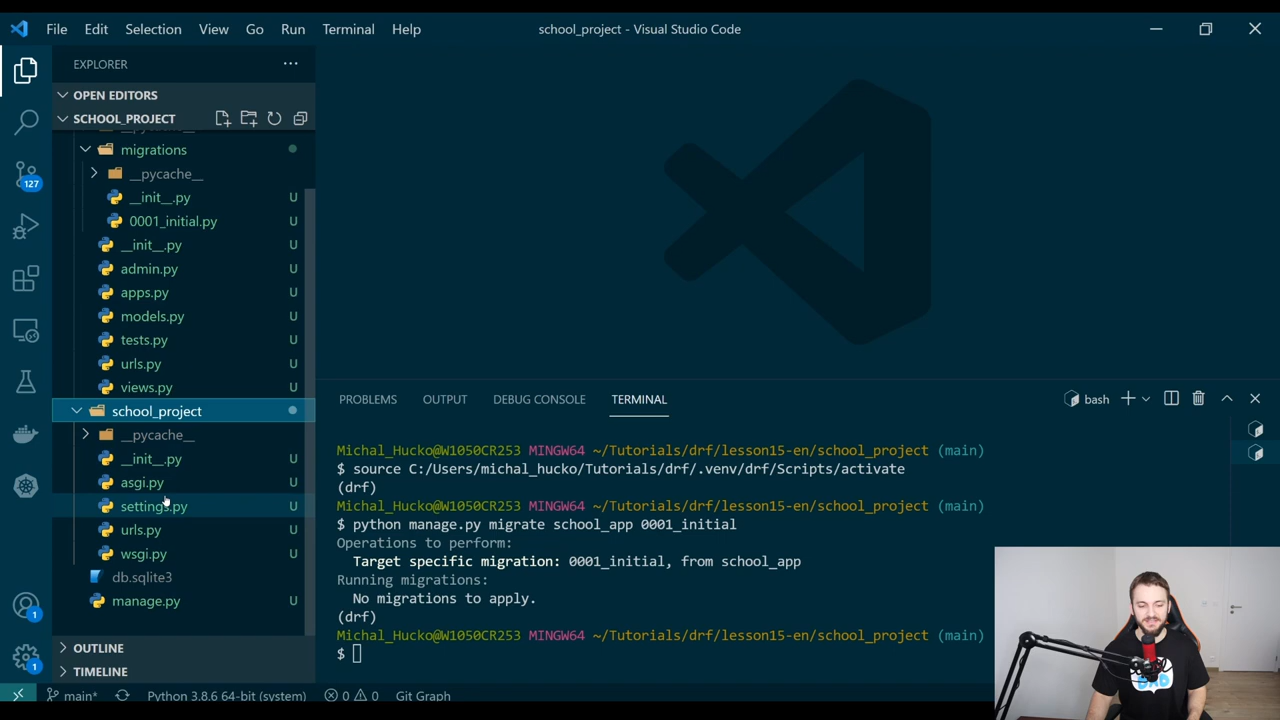 File Edit Selection View Go Run Terminal Help
school_project - Visual Studio Code
EXPLORER
OPEN EDITORS
SCHOOL_PROJECT
__pycache__
migrations
__pycache__
__init__.py U
0001_initial.py U
__init__.py U
admin.py U
apps.py U
models.py U
tests.py U
urls.py U
views.py U
school_project
__pycache__
__init__.py U
asgi.py U
settings.py U
urls.py U
wsgi.py U
db.sqlite3
manage.py U
OUTLINE
TIMELINE
127
1
1
PROBLEMS OUTPUT DEBUG CONSOLE TERMINAL
bash
Michal_Hucko@W1050CR253 MINGW64 ~/Tutorials/drf/lesson15-en/school_project (main)
$ source C:/Users/michal_hucko/Tutorials/drf/.venv/drf/Scripts/activate
(drf)
Michal_Hucko@W1050CR253 MINGW64 ~/Tutorials/drf/lesson15-en/school_project (main)
$ python manage.py migrate school_app 0001_initial
Operations to perform:
Target specific migration: 0001_initial, from school_app
Running migrations:
No migrations to apply.
(drf)
Michal_Hucko@W1050CR253 MINGW64 ~/Tutorials/drf/lesson15-en/school_project (main)
$
main* Python 3.8.6 64-bit (system) 0 0 Git Graph